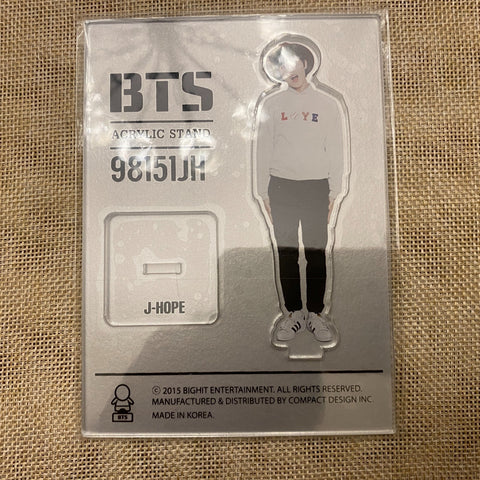 BTS
ACRYLIC STAND
98151JH
LOVE
J-HOPE
BTS
© 2015 BIGHIT ENTERTAINMENT. ALL RIGHTS RESERVED.
MANUFACTURED & DISTRIBUTED BY COMPACT DESIGN INC.
MADE IN KOREA.